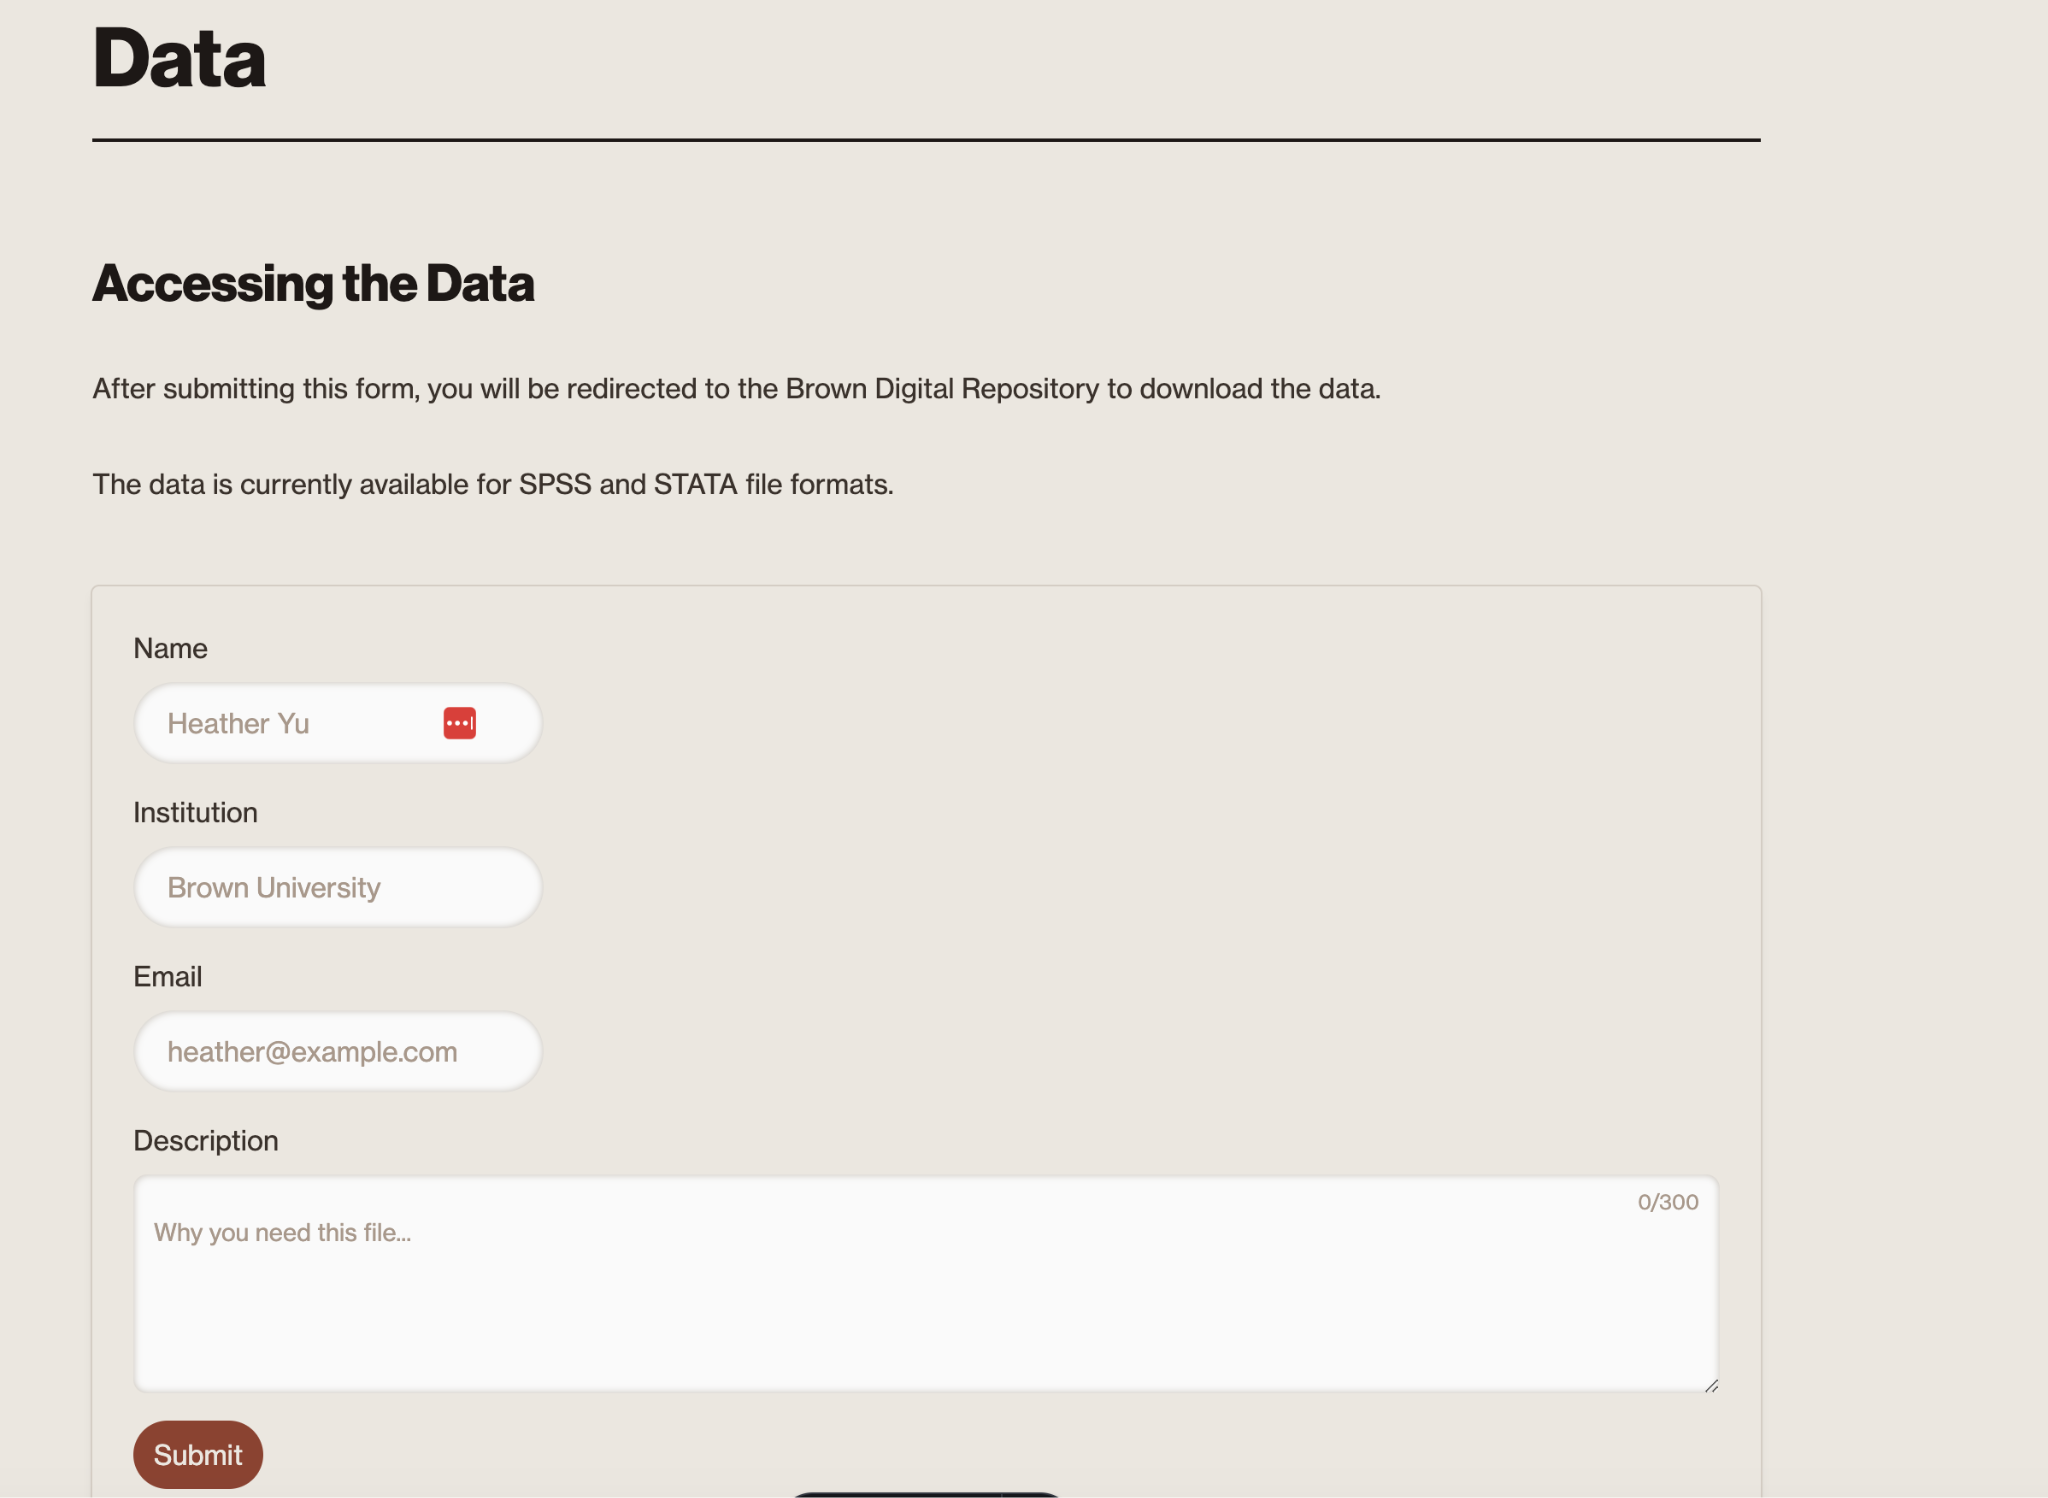 Data
Accessing the Data
After submitting this form, you will be redirected to the Brown Digital Repository to download the data.
The data is currently available for SPSS and STATA file formats.
Name
Heather Yu
Institution
Brown University
Email
heather@example.com
Description
0/300
Why you need this file...
Submit